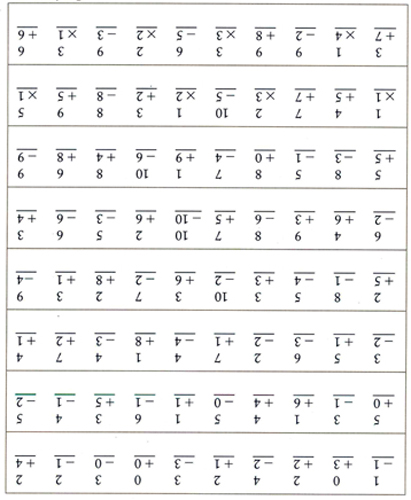 1 0 2 4 2 3 0 3 2 2
−1 +3 +2 −2 +1 −3 +0 −0 −1 +4
5 3 1 4 5 1 6 3 4 5
+0 −1 +6 +4 −0 +1 −1 +5 −1 −2
3 5 6 2 7 4 1 4 7 4
−2 +1 −3 −2 +1 −4 +8 −3 +2 +1
2 8 5 3 10 3 7 2 3 9
+5 −1 −4 +3 −2 +6 −2 +8 +1 −4
6 4 9 8 7 10 2 5 6 3
−2 +6 +3 −6 +5 −10 +6 −3 −6 +4
5 8 5 8 7 1 10 8 6 9
+5 −3 −1 +0 −4 +9 −6 +4 +8 −9
1 4 7 2 10 1 3 8 9 5
×1 +5 +7 ×3 −5 ×2 +2 −8 +5 ×1
3 1 9 9 3 6 2 9 3 6
+7 ×4 −2 +8 ×3 −5 ×2 −3 ×1 +6